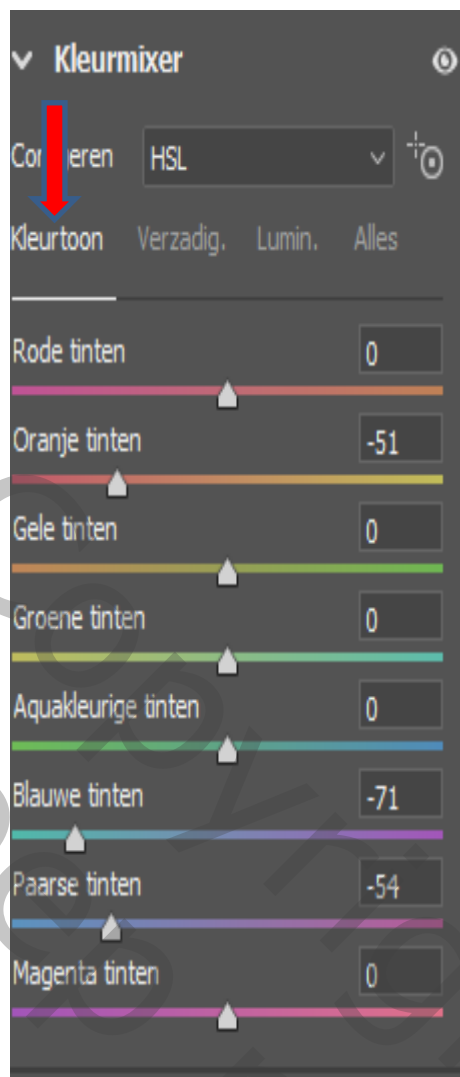 Kleurmixer
HSL
Kleurtoon Verzadig. Lumin. Alles
Rode tinten 0
Oranje tinten -51
Gele tinten 0
Groene tinten 0
Aquakleurige tinten 0
Blauwe tinten -71
Paarse tinten -54
Magenta tinten 0